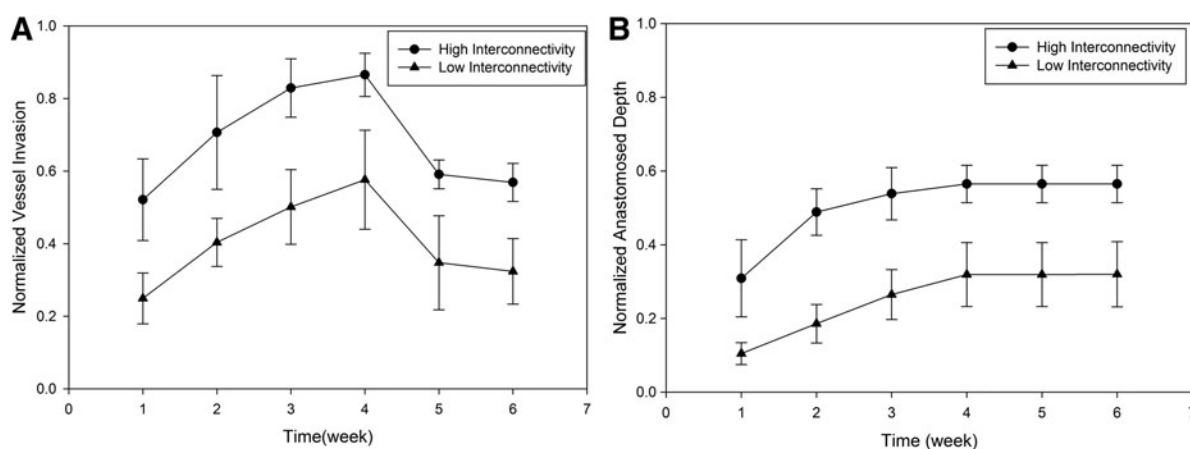 A
High Interconnectivity
Low Interconnectivity
Normalized Vessel Invasion
1.0
0.8
0.6
0.4
0.2
0.0
0 1 2 3 4 5 6 7
Time(week)
B
High Interconnectivity
Low Interconnectivity
Normalized Anastomosed Depth
1.0
0.8
0.6
0.4
0.2
0.0
0 1 2 3 4 5 6 7
Time (week)